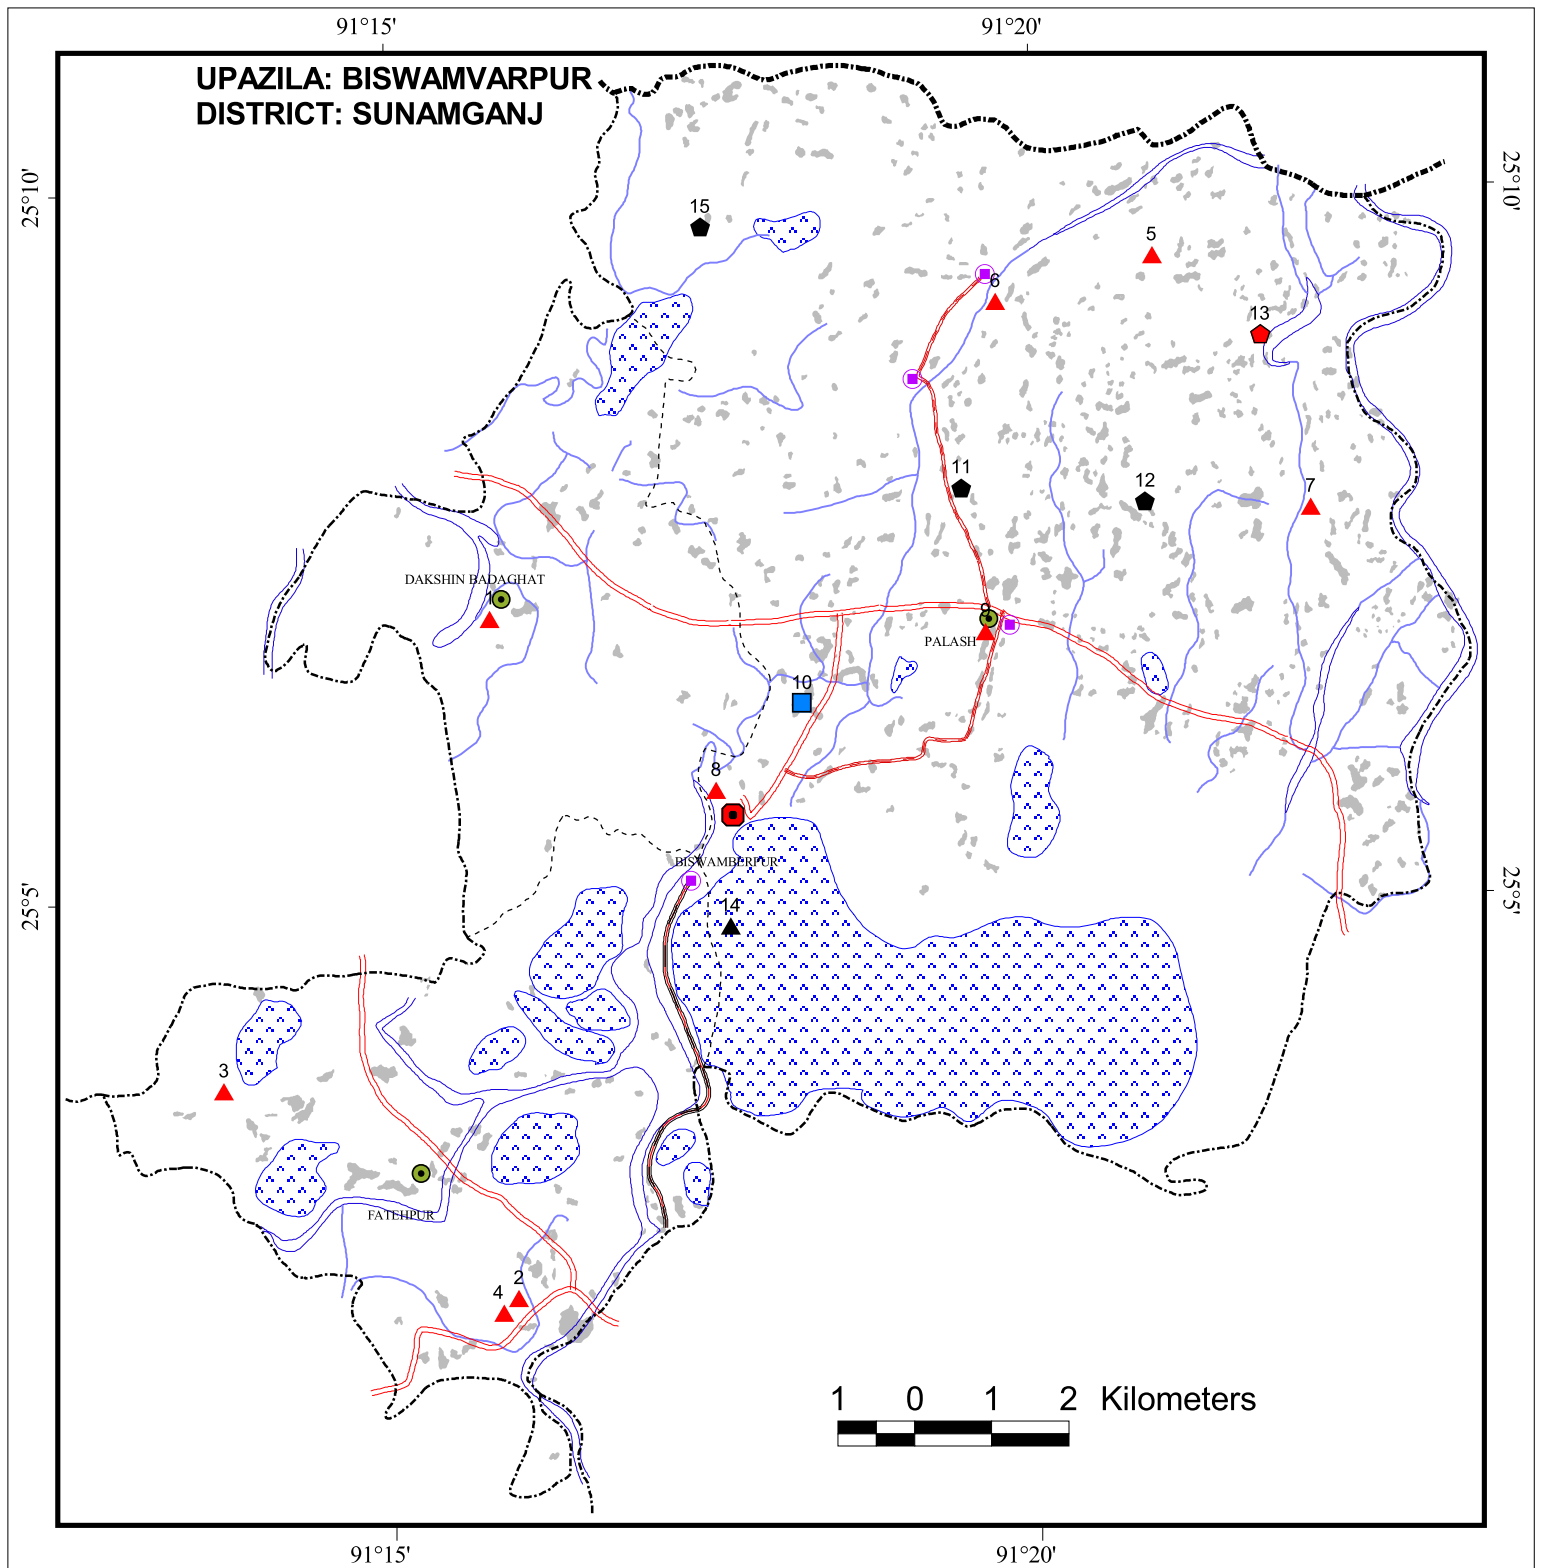 91°15' 91°20'
UPAZILA: BISWAMVARPUR
DISTRICT: SUNAMGANJ
25°10' 25°10'
15
5
6
13
11
12
7
DAKSHIN BADAGHAT
1
9
PALASH
10
8
BISWAMBERPUR
25°5' 25°5'
14
3
FATEHPUR
2
4
1 0 1 2 Kilometers
91°15' 91°20'